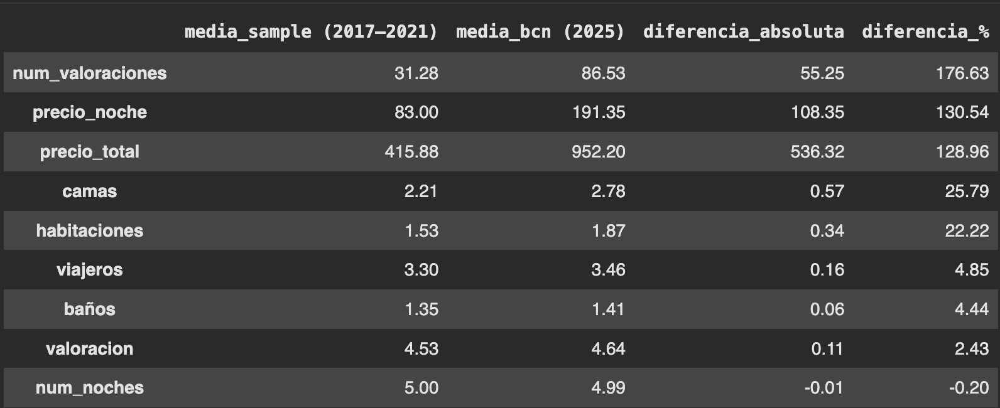 media_sample (2017–2021) media_bcn (2025) diferencia_absoluta diferencia_%
num_valoraciones 31.28 86.53 55.25 176.63
precio_noche 83.00 191.35 108.35 130.54
precio_total 415.88 952.20 536.32 128.96
camas 2.21 2.78 0.57 25.79
habitaciones 1.53 1.87 0.34 22.22
viajeros 3.30 3.46 0.16 4.85
baños 1.35 1.41 0.06 4.44
valoracion 4.53 4.64 0.11 2.43
num_noches 5.00 4.99 -0.01 -0.20